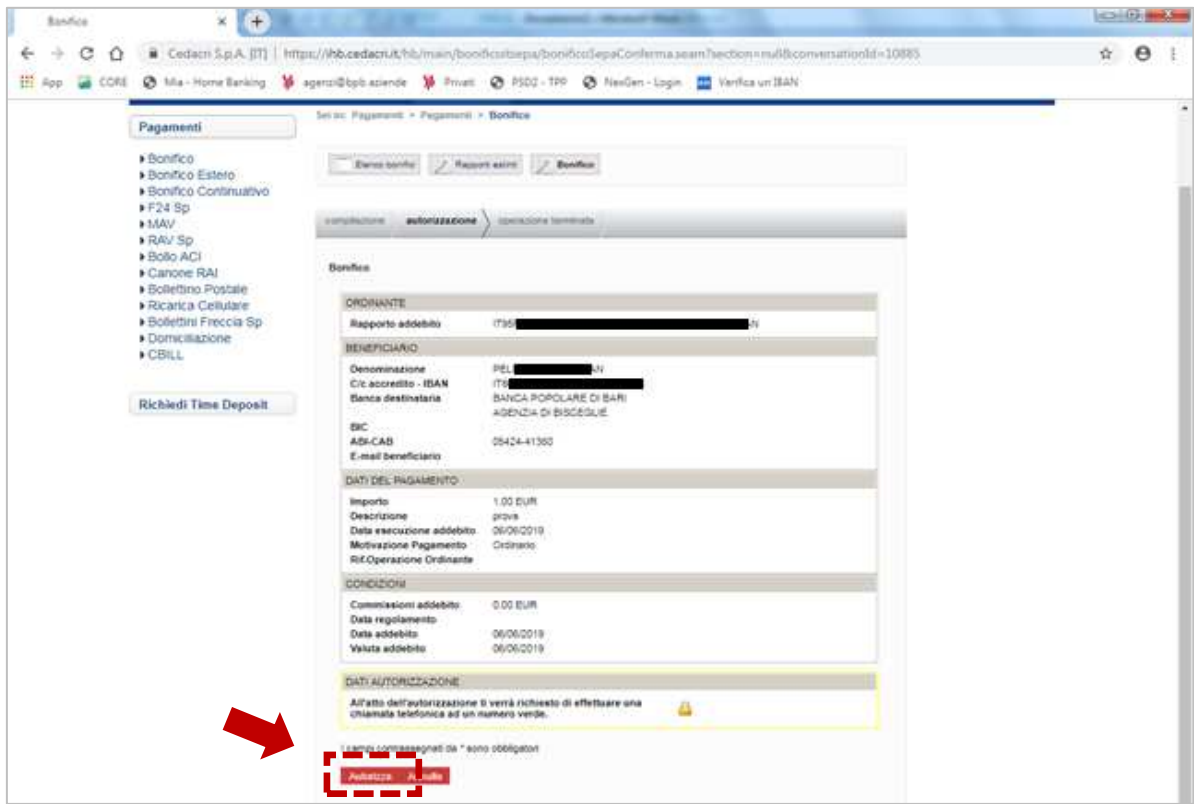 Bonifico
Cedacri S.p.A. [IT] | https://ihb.cedacri.it/hb/main/bonificoitsepa/bonificoSepaConferma.seam?section=null&conversationId=10885
App CORE Mia - Home Banking agenzi@bpb aziende Privati PSD2 - TPP NexGen - Login Verifica un IBAN
Pagamenti
Bonifico
Bonifico Estero
Bonifico Continuativo
F24 Sp
MAV
RAV Sp
Bollo ACI
Canone RAI
Bollettino Postale
Ricarica Cellulare
Bollettini Freccia Sp
Domiciliazione
CBILL
Richiedi Time Deposit
Sei in: Pagamenti > Pagamenti > Bonifico
Elenco bonifici Rapporti estinti Bonifico
compilazione autorizzazione operazione terminata
Bonifico
ORDINANTE
Rapporto addebito IT95
BENEFICIARIO
Denominazione PEL AN
C/c accredito - IBAN IT8
Banca destinataria BANCA POPOLARE DI BARI
AGENZIA DI BISCEGLIE
BIC
ABI-CAB 05424-41360
E-mail beneficiario
DATI DEL PAGAMENTO
Importo 1.00 EUR
Descrizione prova
Data esecuzione addebito 06/06/2019
Motivazione Pagamento Ordinario
Rif.Operazione Ordinante
CONDIZIONI
Commissioni addebito 0.00 EUR
Data regolamento
Data addebito 06/06/2019
Valuta addebito 06/06/2019
DATI AUTORIZZAZIONE
All'atto dell'autorizzazione ti verrà richiesto di effettuare una
chiamata telefonica ad un numero verde.
I campi contrassegnati da * sono obbligatori
Autorizza Annulla